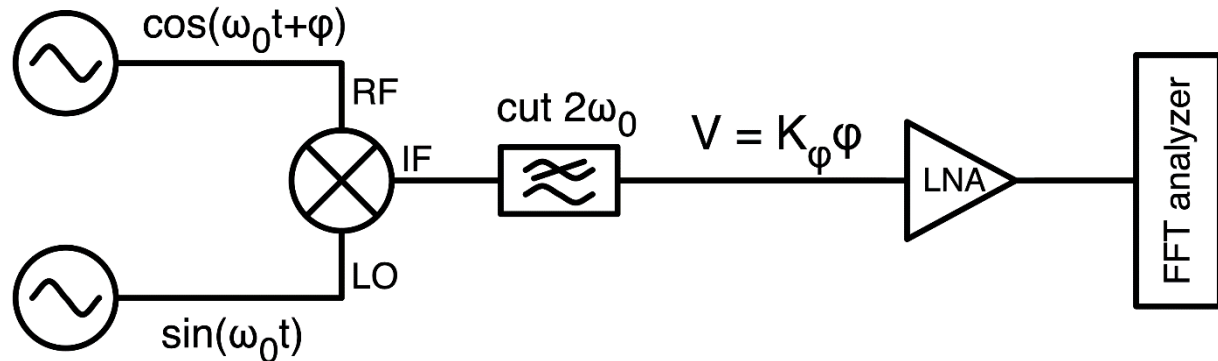 cos(ω₀t+φ)
RF
cut 2ω₀
IF
V = Kᵩφ
LNA
FFT analyzer
LO
sin(ω₀t)